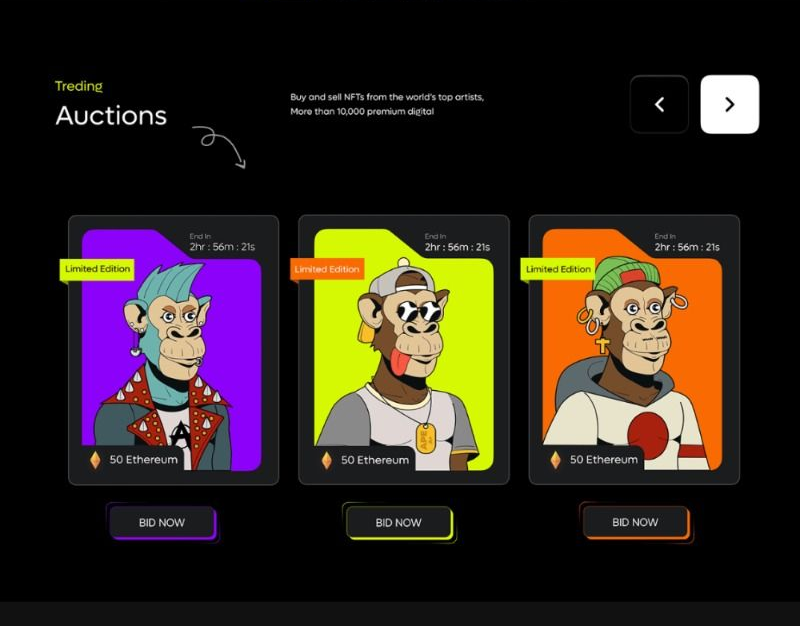 Treding
Auctions
Buy and sell NFTs from the world's top artists,
More than 10,000 premium digital
End In
2hr : 56m : 21s
Limited Edition
50 Ethereum
BID NOW
End In
2hr : 56m : 21s
Limited Edition
50 Ethereum
BID NOW
End In
2hr : 56m : 21s
Limited Edition
50 Ethereum
BID NOW